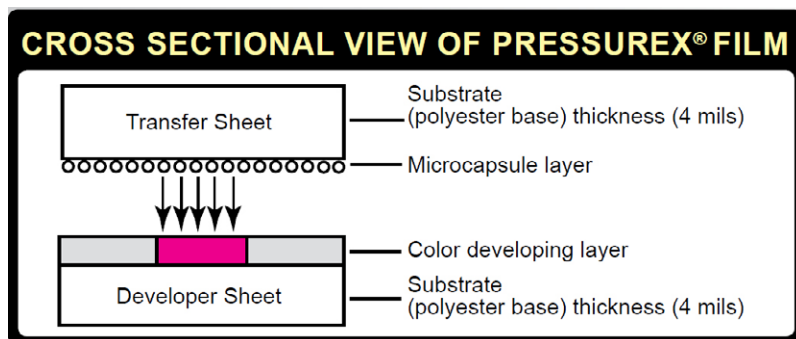 CROSS SECTIONAL VIEW OF PRESSUREX® FILM
Transfer Sheet
Substrate
(polyester base) thickness (4 mils)
Microcapsule layer
Color developing layer
Developer Sheet
Substrate
(polyester base) thickness (4 mils)